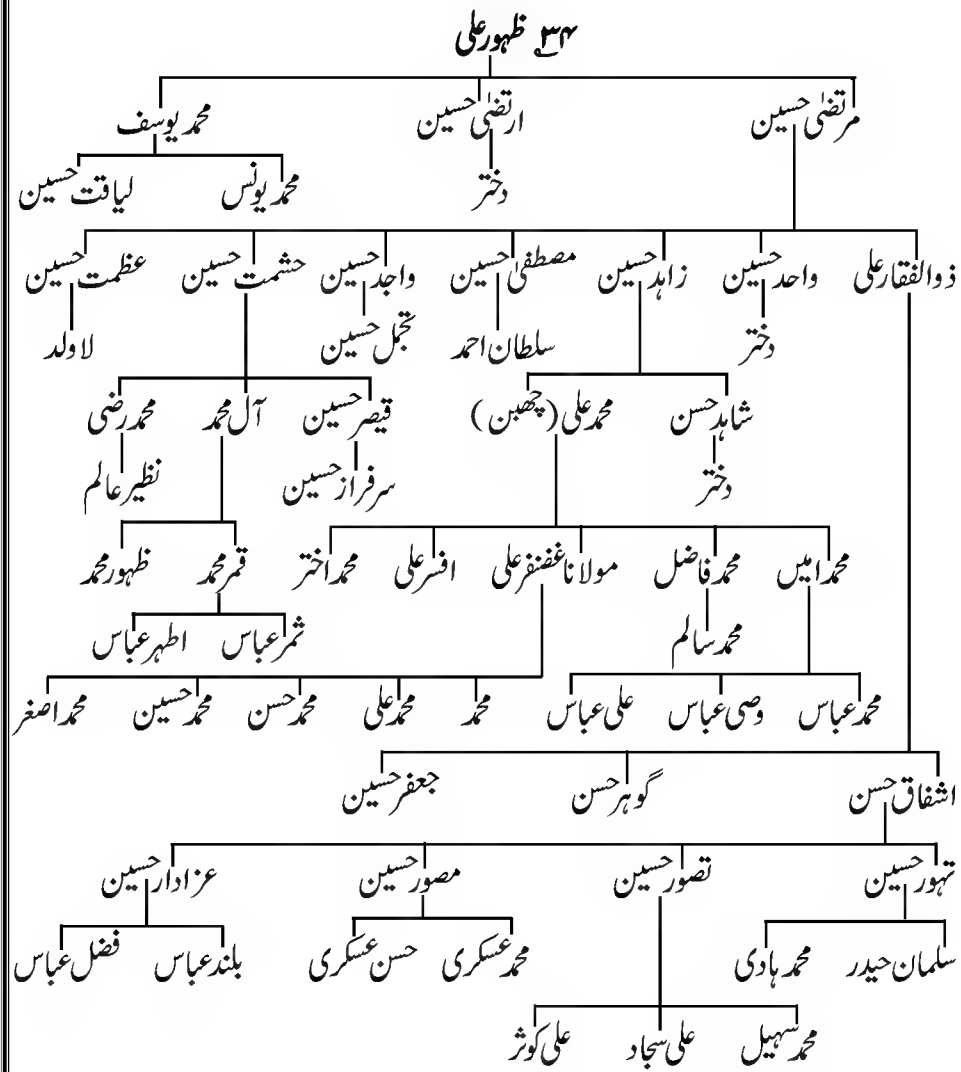 ۳۴ ظہور علی
مرتضیٰ حسین ارتضیٰ حسین محمد یوسف
دختر محمد یونس لیاقت حسین
ذوالفقار علی واحد حسین زاہد حسین مصطفیٰ حسین واجد حسین حشمت حسین عظمت حسین
دختر سلطان احمد تجمل حسین لاولد
شاہد حسن محمد علی (چھبن) قیصر حسین آل محمد محمد رضی
دختر سرفراز حسین نظیر عالم
محمد امیں محمد فاضل مولانا غضنفر علی افسر علی محمد اختر قمر محمد ظہور محمد
محمد سالم ثمر عباس اطہر عباس
محمد عباس وصی عباس علی عباس محمد محمد علی محمد حسن محمد حسین محمد اصغر
اشفاق حسن گوہر حسن جعفر حسین
تہور حسین تصور حسین مصور حسین عزادار حسین
سلمان حیدر محمد ہادی محمد عسکری حسن عسکری بلند عباس فضل عباس
محمد سہیل علی سجاد علی کوثر